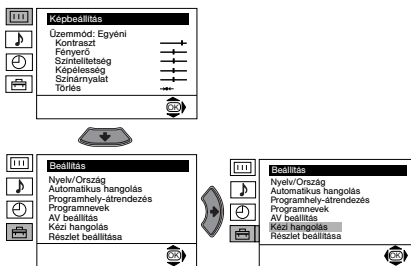 Képbeállítás
Üzemmód: Egyéni
Kontraszt
Fényerő
Színtelítetség
Képélesség
Színárnyalat
Törlés
OK
Beállítás
Nyelv/Ország
Automatikus hangolás
Programhely-átrendezés
Programnevek
AV beállítás
Kézi hangolás
Részlet beállítása
OK
Beállítás
Nyelv/Ország
Automatikus hangolás
Programhely-átrendezés
Programnevek
AV beállítás
Kézi hangolás
Részlet beállítása
OK